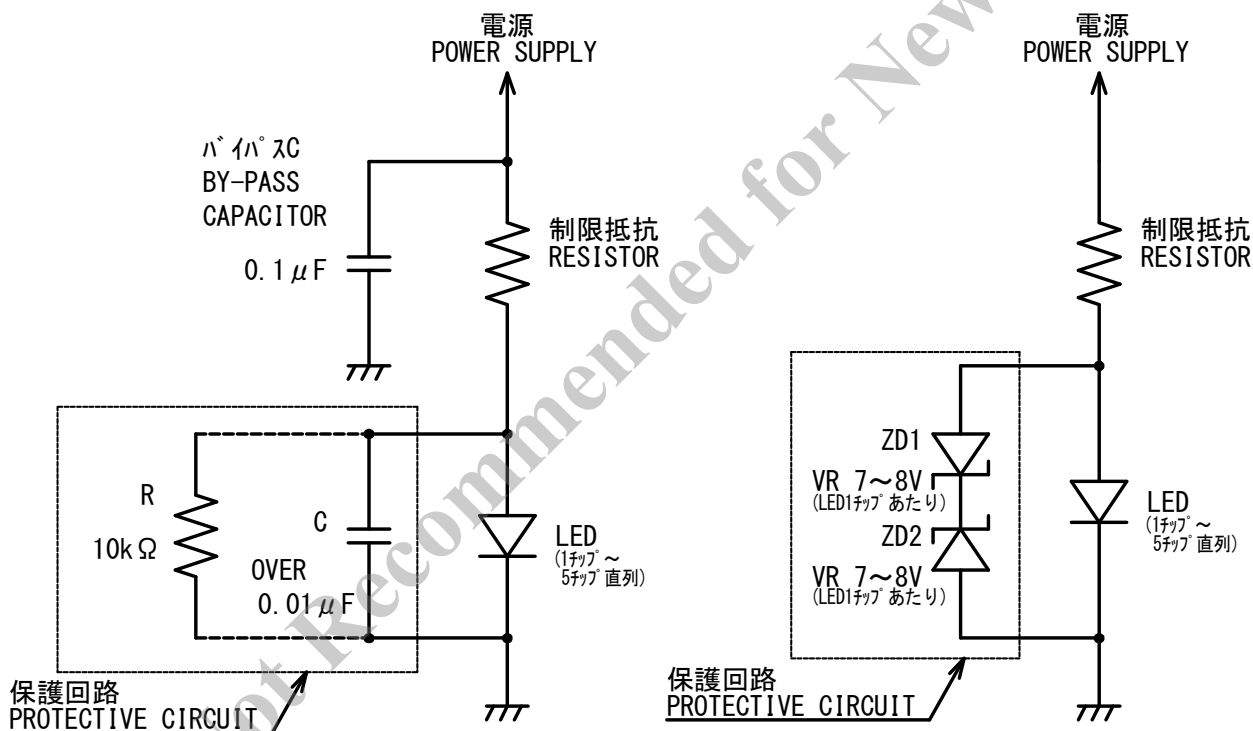 電源
POWER SUPPLY
バイパスC
BY-PASS
CAPACITOR
0.1μF
制限抵抗
RESISTOR
R
10kΩ
C
OVER
0.01μF
LED
(1チップ~
5チップ直列)
保護回路
PROTECTIVE CIRCUIT
電源
POWER SUPPLY
制限抵抗
RESISTOR
ZD1
VR 7~8V
(LED1チップあたり)
ZD2
VR 7~8V
(LED1チップあたり)
LED
(1チップ~
5チップ直列)
保護回路
PROTECTIVE CIRCUIT
Not Recommended for New